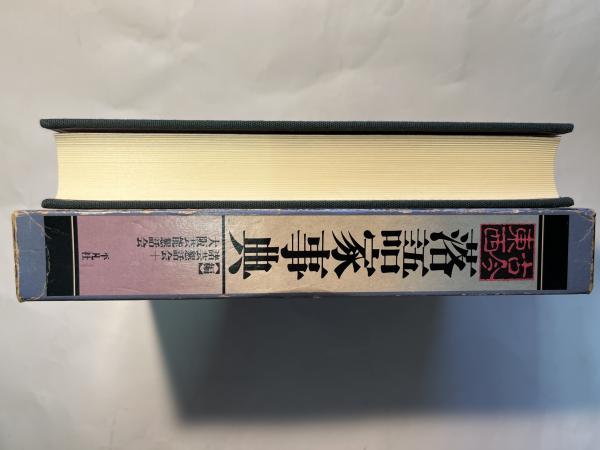 古今
東西
落語家事典
【編】
諸芸懇話会＋
大阪芸能懇話会
平凡社